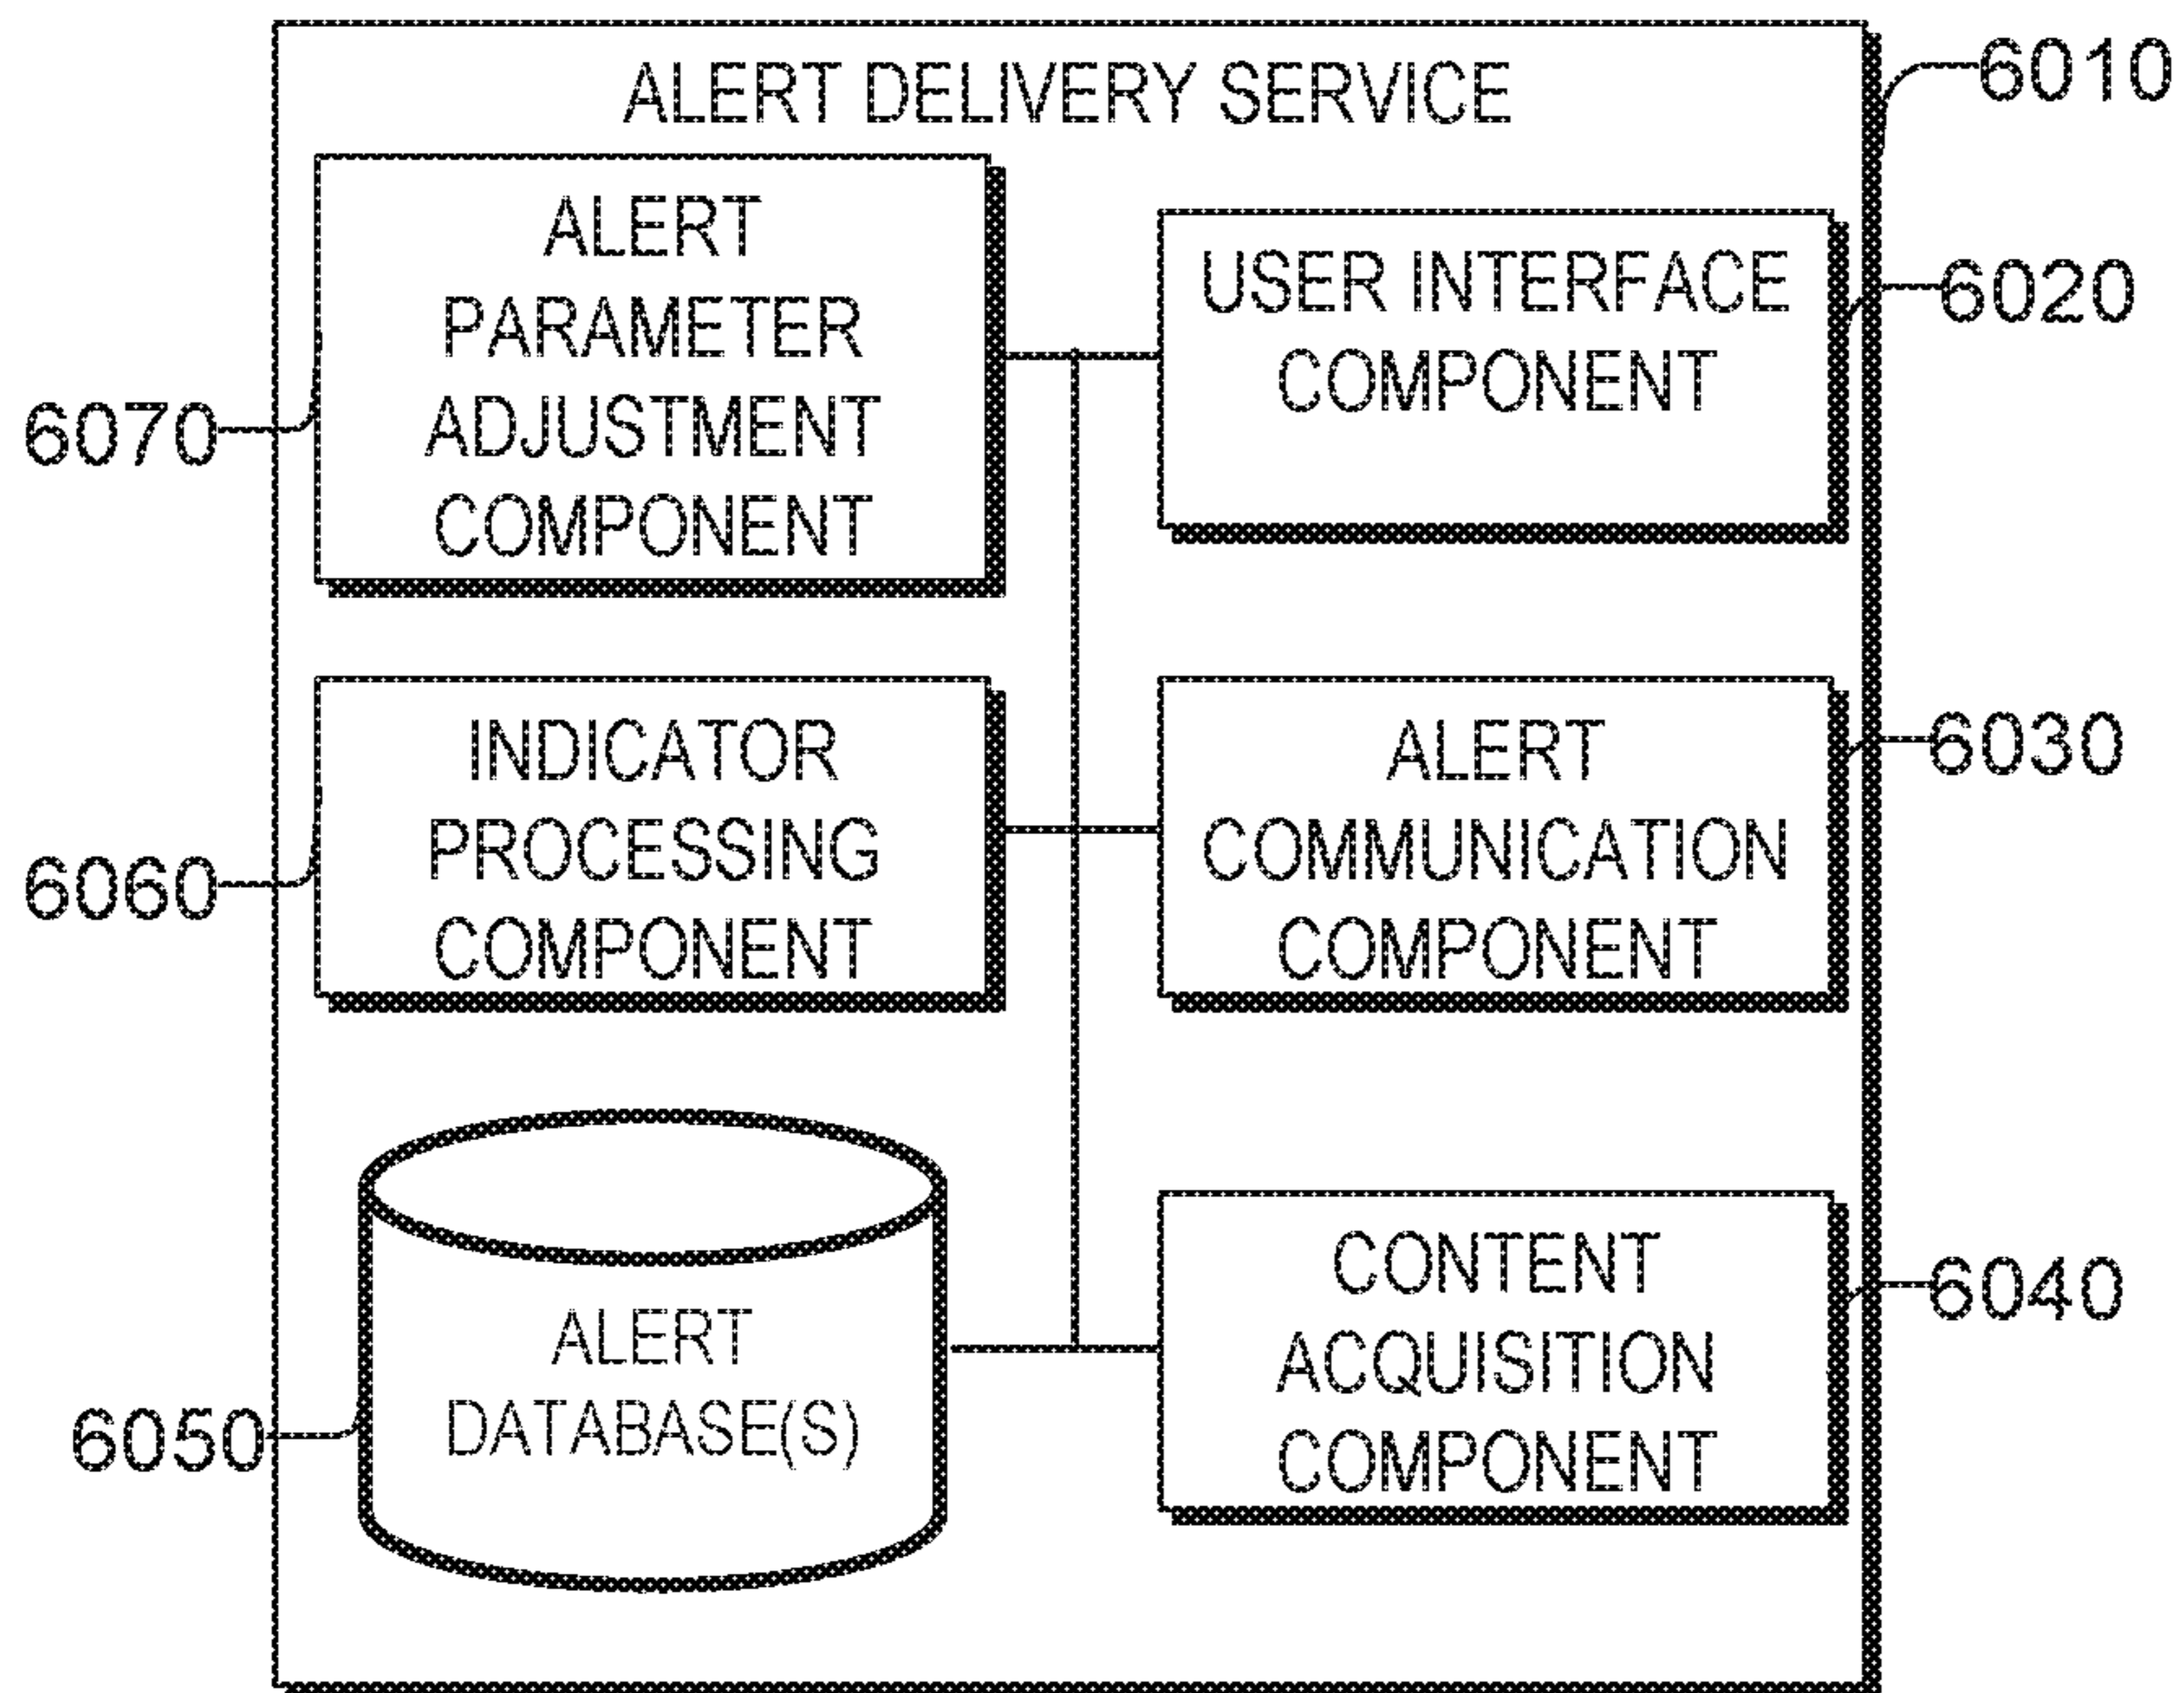 ALERT DELIVERY SERVICE
6010
ALERT
PARAMETER
ADJUSTMENT
COMPONENT
6070
USER INTERFACE
COMPONENT
6020
INDICATOR
PROCESSING
COMPONENT
6060
ALERT
COMMUNICATION
COMPONENT
6030
ALERT
DATABASE(S)
6050
CONTENT
ACQUISITION
COMPONENT
6040